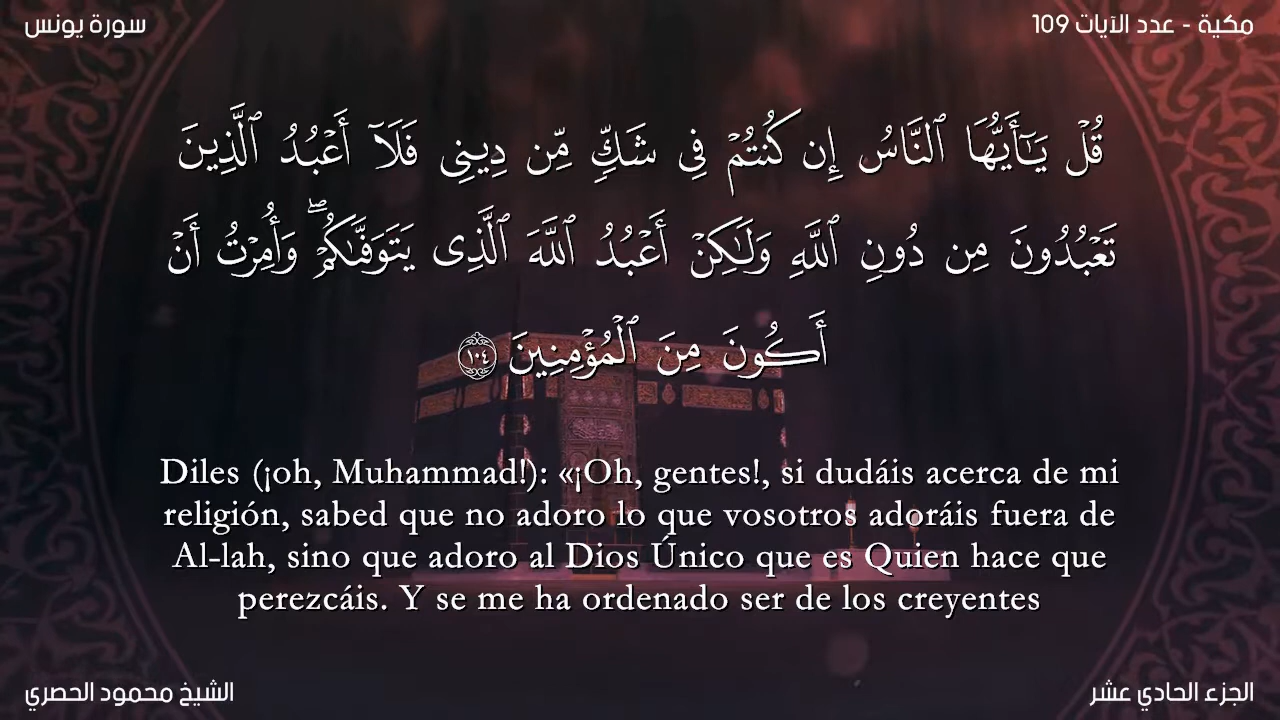 مكية - عدد الآيات 109
سورة يونس
قُلْ يَـٰٓأَيُّهَا ٱلنَّاسُ إِن كُنتُمْ فِى شَكٍّ مِّن دِينِى فَلَآ أَعْبُدُ ٱلَّذِينَ
تَعْبُدُونَ مِن دُونِ ٱللَّهِ وَلَـٰكِنْ أَعْبُدُ ٱللَّهَ ٱلَّذِى يَتَوَفَّىٰكُمْ ۖ وَأُمِرْتُ أَنْ
أَكُونَ مِنَ ٱلْمُؤْمِنِينَ ١٠٤
Diles (¡oh, Muhammad!): «¡Oh, gentes!, si dudáis acerca de mi
religión, sabed que no adoro lo que vosotros adoráis fuera de
Al-lah, sino que adoro al Dios Único que es Quien hace que
perezcáis. Y se me ha ordenado ser de los creyentes
الجزء الحادي عشر
الشيخ محمود الحصري